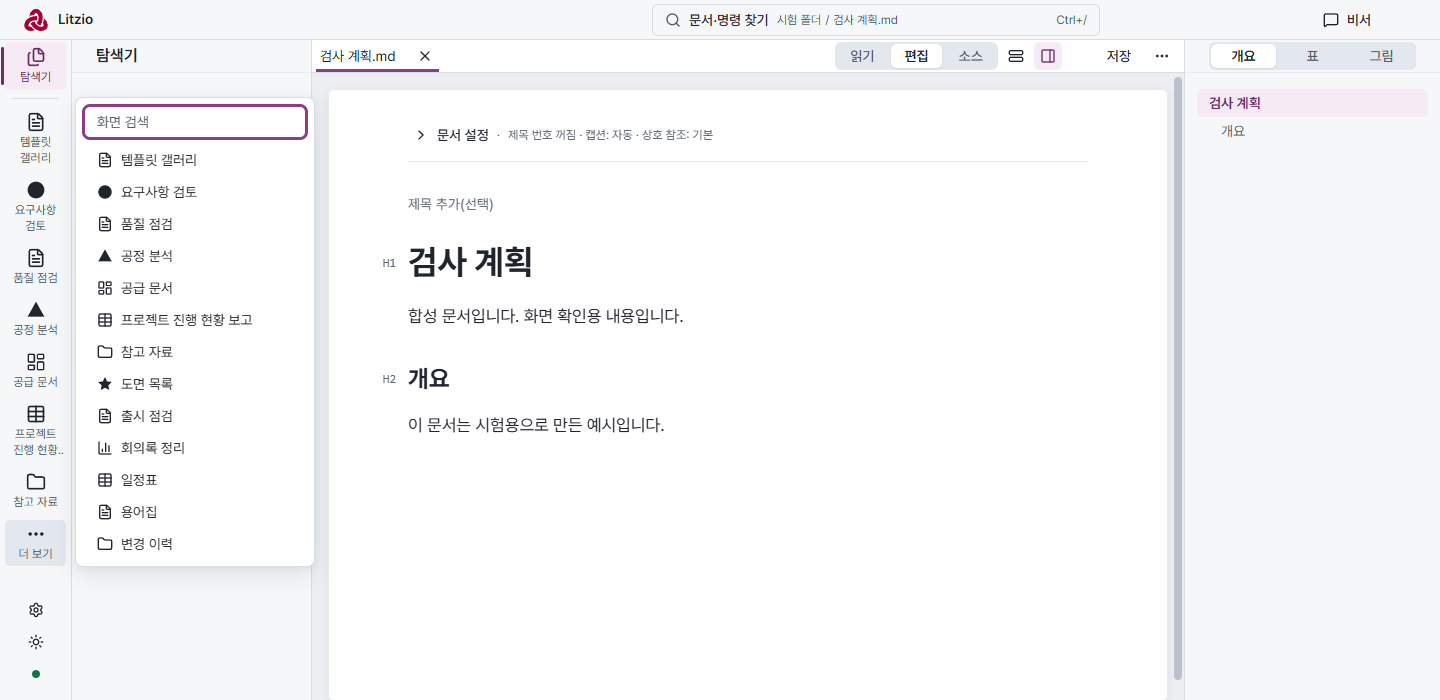 Litzio
문서·명령 찾기 시험 폴더 / 검사 계획.md Ctrl+/
비서
탐색기
템플릿
갤러리
요구사항
검토
품질 점검
공정 분석
공급 문서
프로젝트
진행 현황..
참고 자료
더 보기
탐색기
화면 검색
템플릿 갤러리
요구사항 검토
품질 점검
공정 분석
공급 문서
프로젝트 진행 현황 보고
참고 자료
도면 목록
출시 점검
회의록 정리
일정표
용어집
변경 이력
검사 계획.md
읽기 편집 소스
저장
문서 설정 · 제목 번호 꺼짐 · 캡션: 자동 · 상호 참조: 기본
제목 추가(선택)
H1 검사 계획
합성 문서입니다. 화면 확인용 내용입니다.
H2 개요
이 문서는 시험용으로 만든 예시입니다.
개요 표 그림
검사 계획
개요